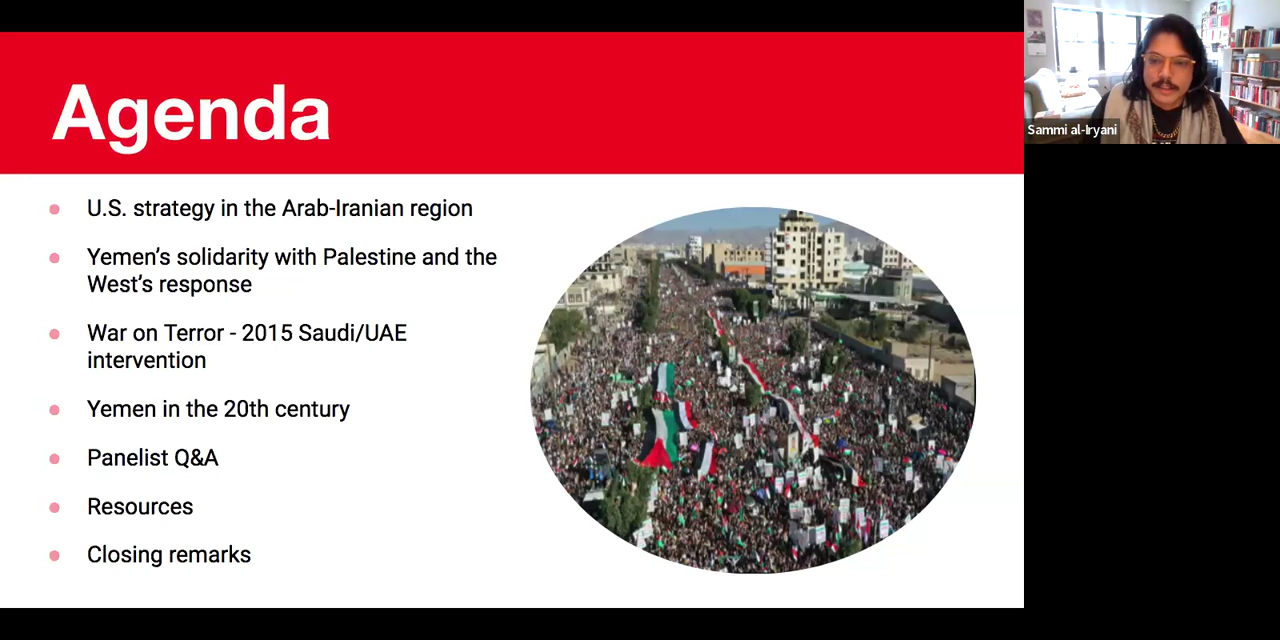 Agenda
Sammi al-Iryani
U.S. strategy in the Arab-Iranian region
Yemen’s solidarity with Palestine and the
West’s response
War on Terror - 2015 Saudi/UAE
intervention
Yemen in the 20th century
Panelist Q&A
Resources
Closing remarks